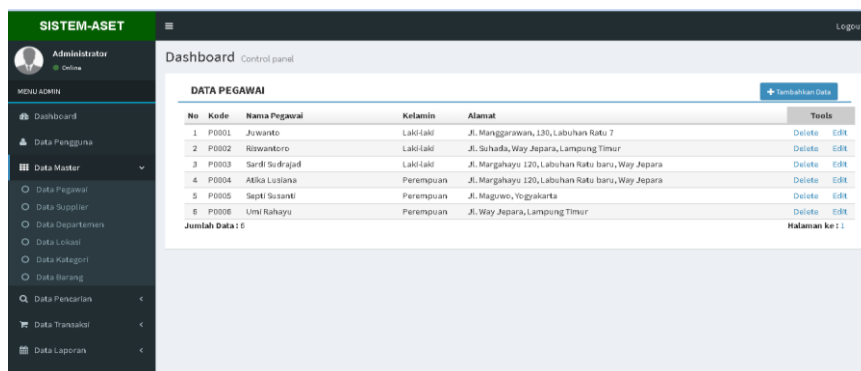 SISTEM-ASET
Logou
Administrator
Online
Dashboard Control panel
MENU ADMIN
DATA PEGAWAI
Tambahkan Data
Dashboard
Data Pengguna
Data Master
Data Pegawai
Data Supplier
Data Departemen
Data Lokasi
Data Kategori
Data Barang
Data Pencarian
Data Transaksi
Data Laporan
No Kode Nama Pegawai Kelamin Alamat Tools
1 P0001 Juwanto Laki-laki Jl. Manggarawan, 130, Labuhan Ratu 7 Delete Edit
2 P0002 Riswantoro Laki-laki Jl. Suhada, Way Jepara, Lampung Timur Delete Edit
3 P0003 Sardi Sudrajad Laki-laki Jl. Margahayu 120, Labuhan Ratu baru, Way Jepara Delete Edit
4 P0004 Atika Lusiana Perempuan Jl. Margahayu 120, Labuhan Ratu baru, Way Jepara Delete Edit
5 P0005 Septi Susanti Perempuan Jl. Maguwo, Yogyakarta Delete Edit
6 P0006 Umi Rahayu Perempuan Jl. Way Jepara, Lampung Timur Delete Edit
Jumlah Data : 6 Halaman ke : 1